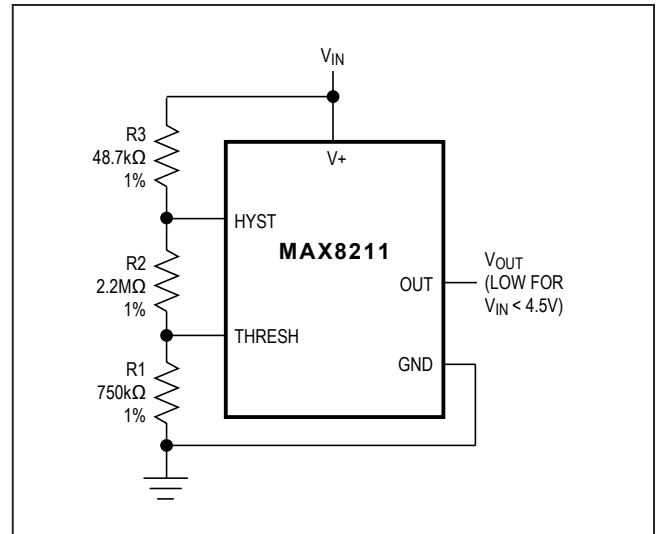 VIN
R3
48.7kΩ
1%
V+
HYST
MAX8211
R2
2.2MΩ
1%
OUT
VOUT
(LOW FOR
VIN < 4.5V)
THRESH
GND
R1
750kΩ
1%